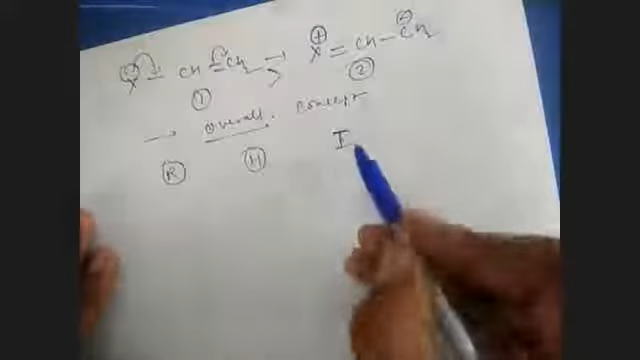 Ẍ – CH = CH₂ → X = CH – CH₂
⊕ ⊖
① ②
→ overall concept
Ⓡ Ⓗ I